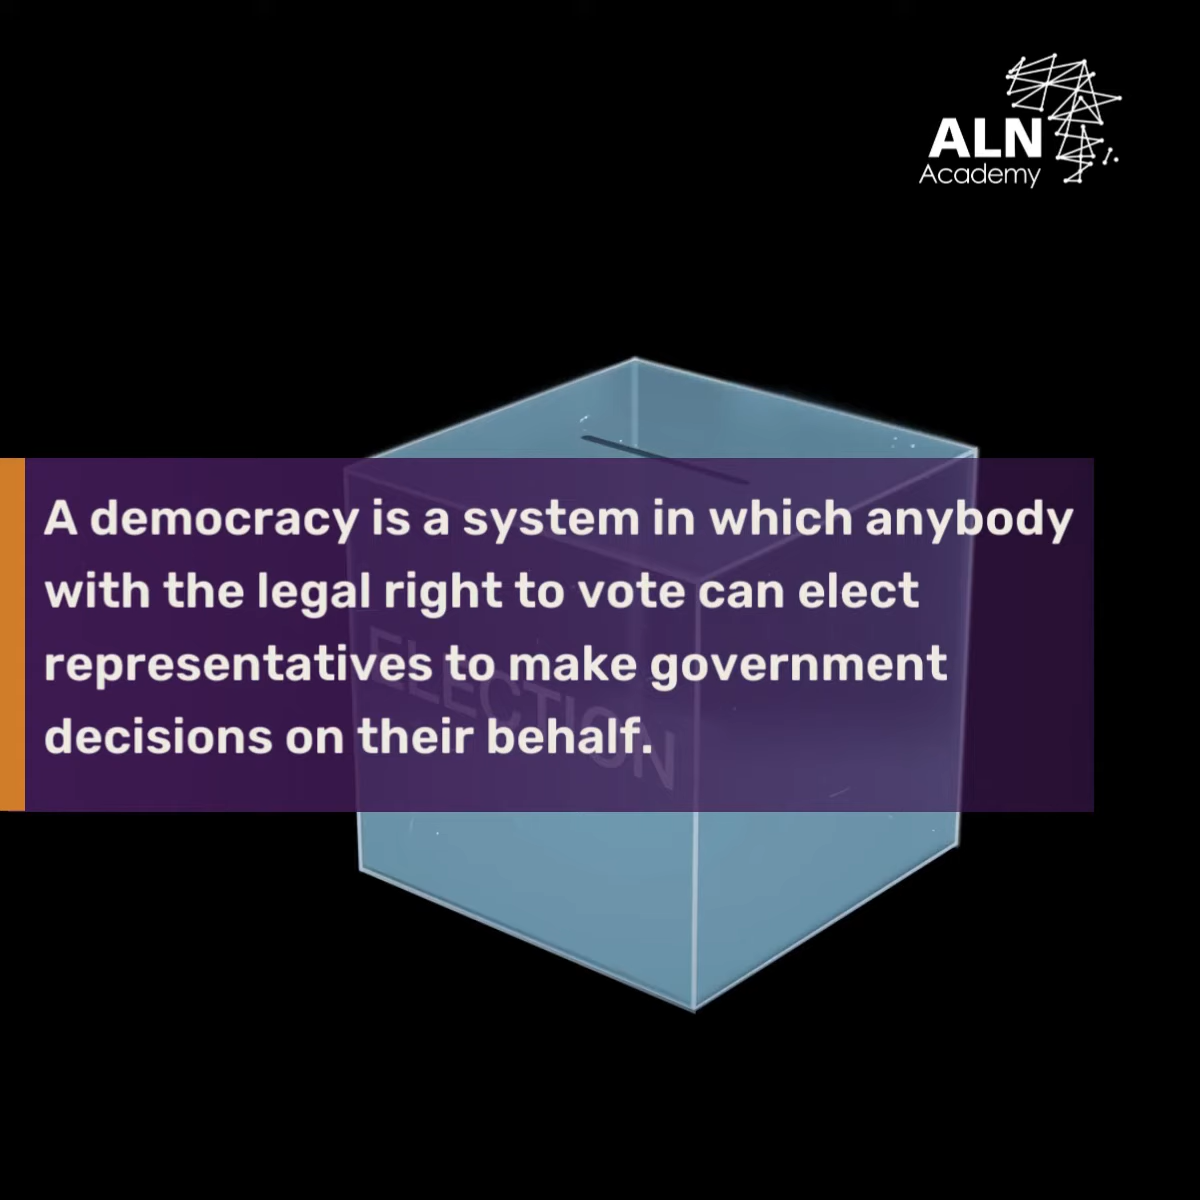 ALN
Academy
A democracy is a system in which anybody
with the legal right to vote can elect
representatives to make government
decisions on their behalf.
ELECTION